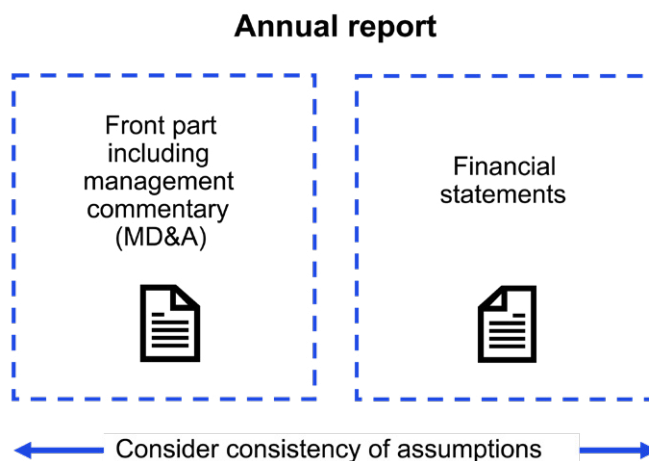 Annual report
Front part
including
management
commentary
(MD&A)
Financial
statements
Consider consistency of assumptions